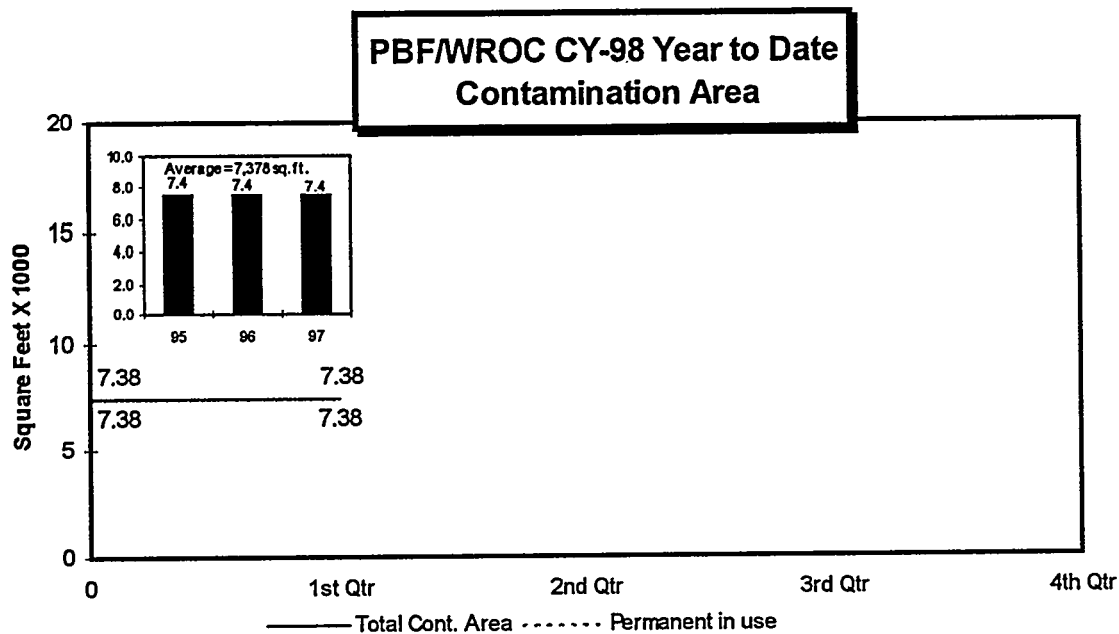 PBF/WROC CY-98 Year to Date
Contamination Area
Square Feet X 1000
20
15
10
5
0
10.0
8.0
6.0
4.0
2.0
0.0
Average=7,378 sq.ft.
7.4 7.4 7.4
95 96 97
7.38 7.38
7.38 7.38
0 1st Qtr 2nd Qtr 3rd Qtr 4th Qtr
Total Cont. Area Permanent in use